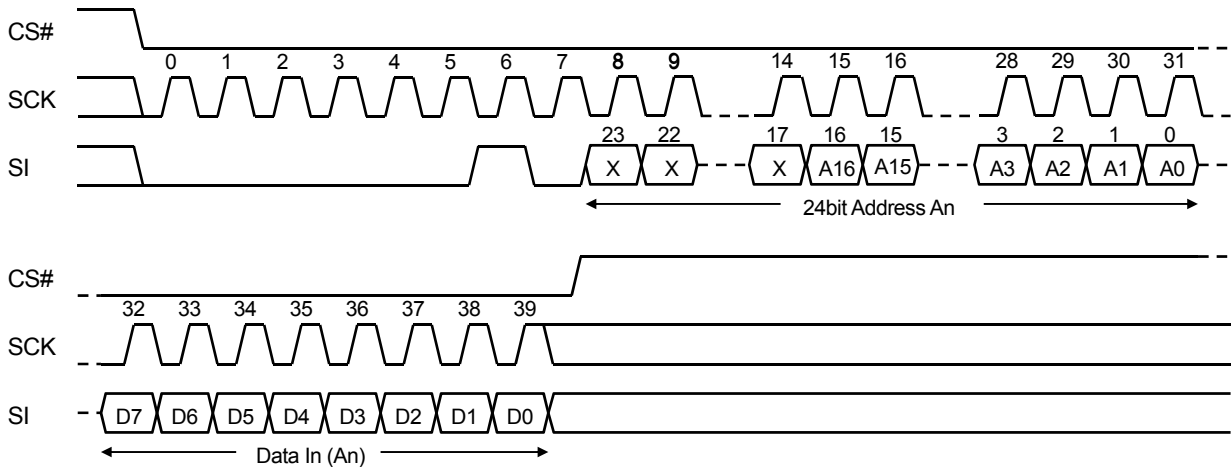 CS#
0 1 2 3 4 5 6 7 8 9 14 15 16 28 29 30 31
SCK
23 22 17 16 15 3 2 1 0
SI X X X A16 A15 A3 A2 A1 A0
24bit Address An
CS#
32 33 34 35 36 37 38 39
SCK
SI D7 D6 D5 D4 D3 D2 D1 D0
Data In (An)